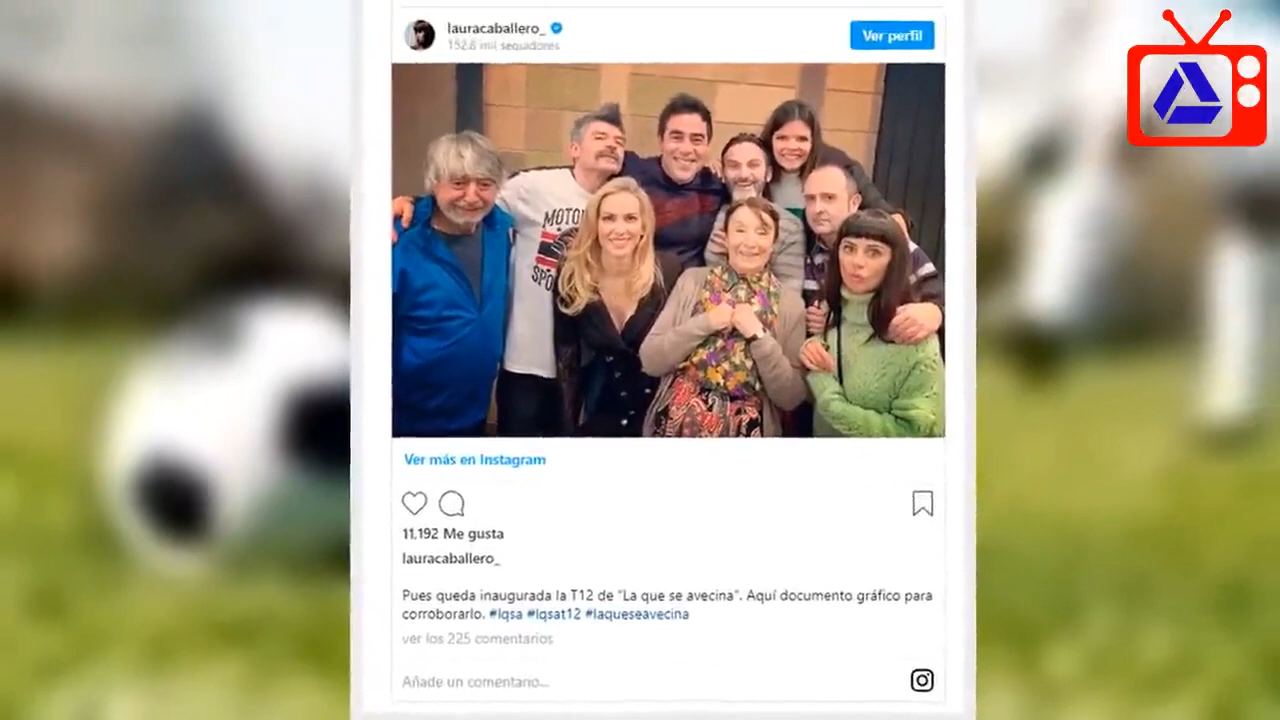 lauracaballero_
152.8 mil seguidores
Ver perfil
MOTO
SPO
Ver más en Instagram
11,192 Me gusta
lauracaballero_
Pues queda inaugurada la T12 de "La que se avecina". Aquí documento gráfico para
corroborarlo. #lqsa #lqsat12 #laqueseavecina
ver los 225 comentarios
Añade un comentario...